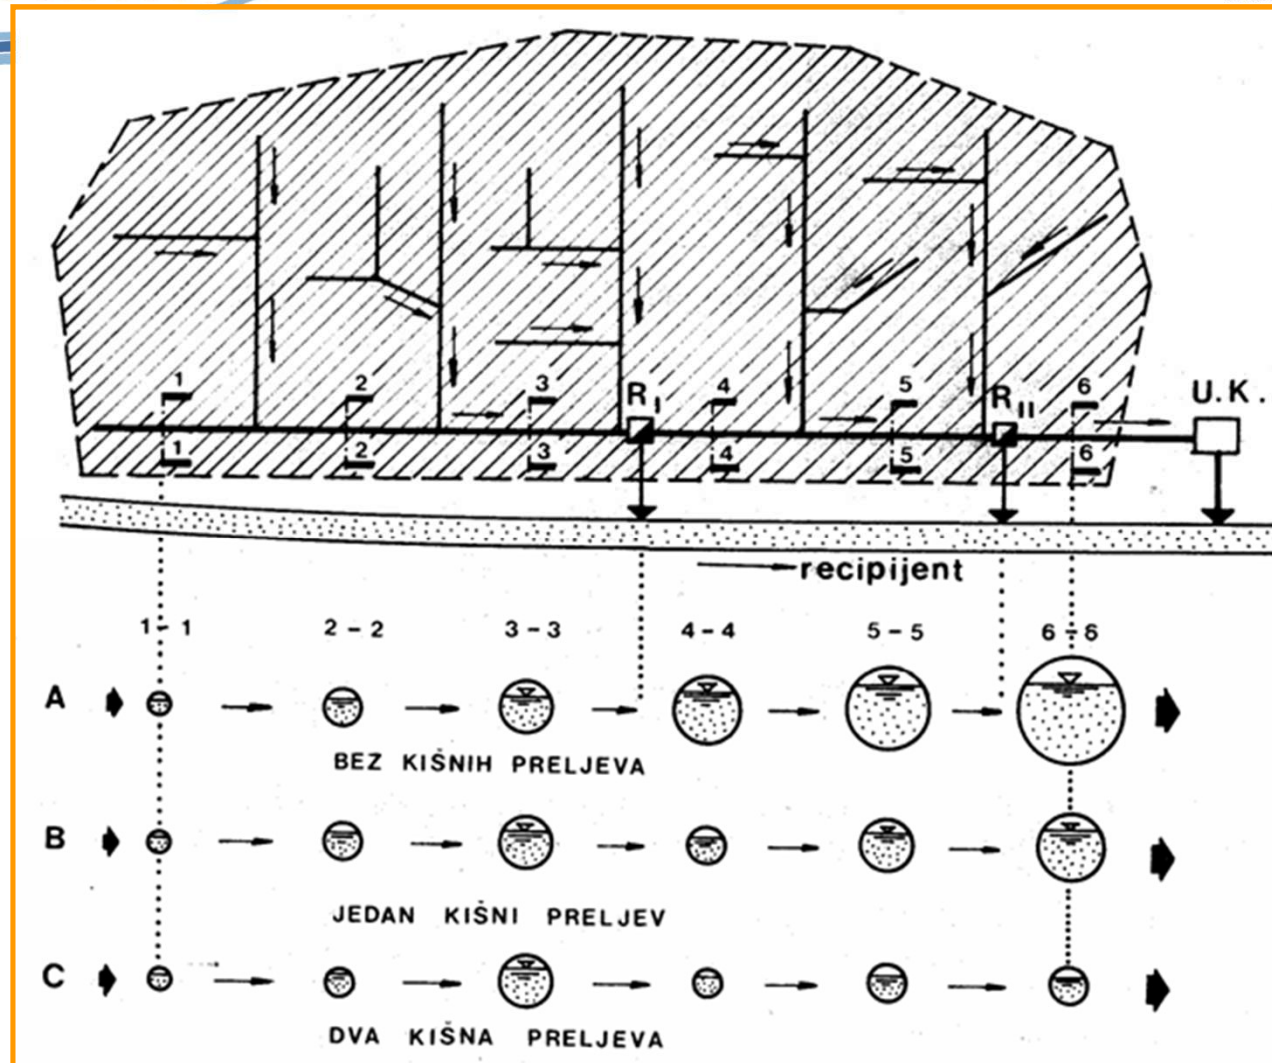 1 2 3 R I 4 5 R II 6 U.K.
1 2 3 4 5 6
recipijent
1-1 2-2 3-3 4-4 5-5 6-6
A
BEZ KIŠNIH PRELJEVA
B
JEDAN KIŠNI PRELJEV
C
DVA KIŠNA PRELJEVA